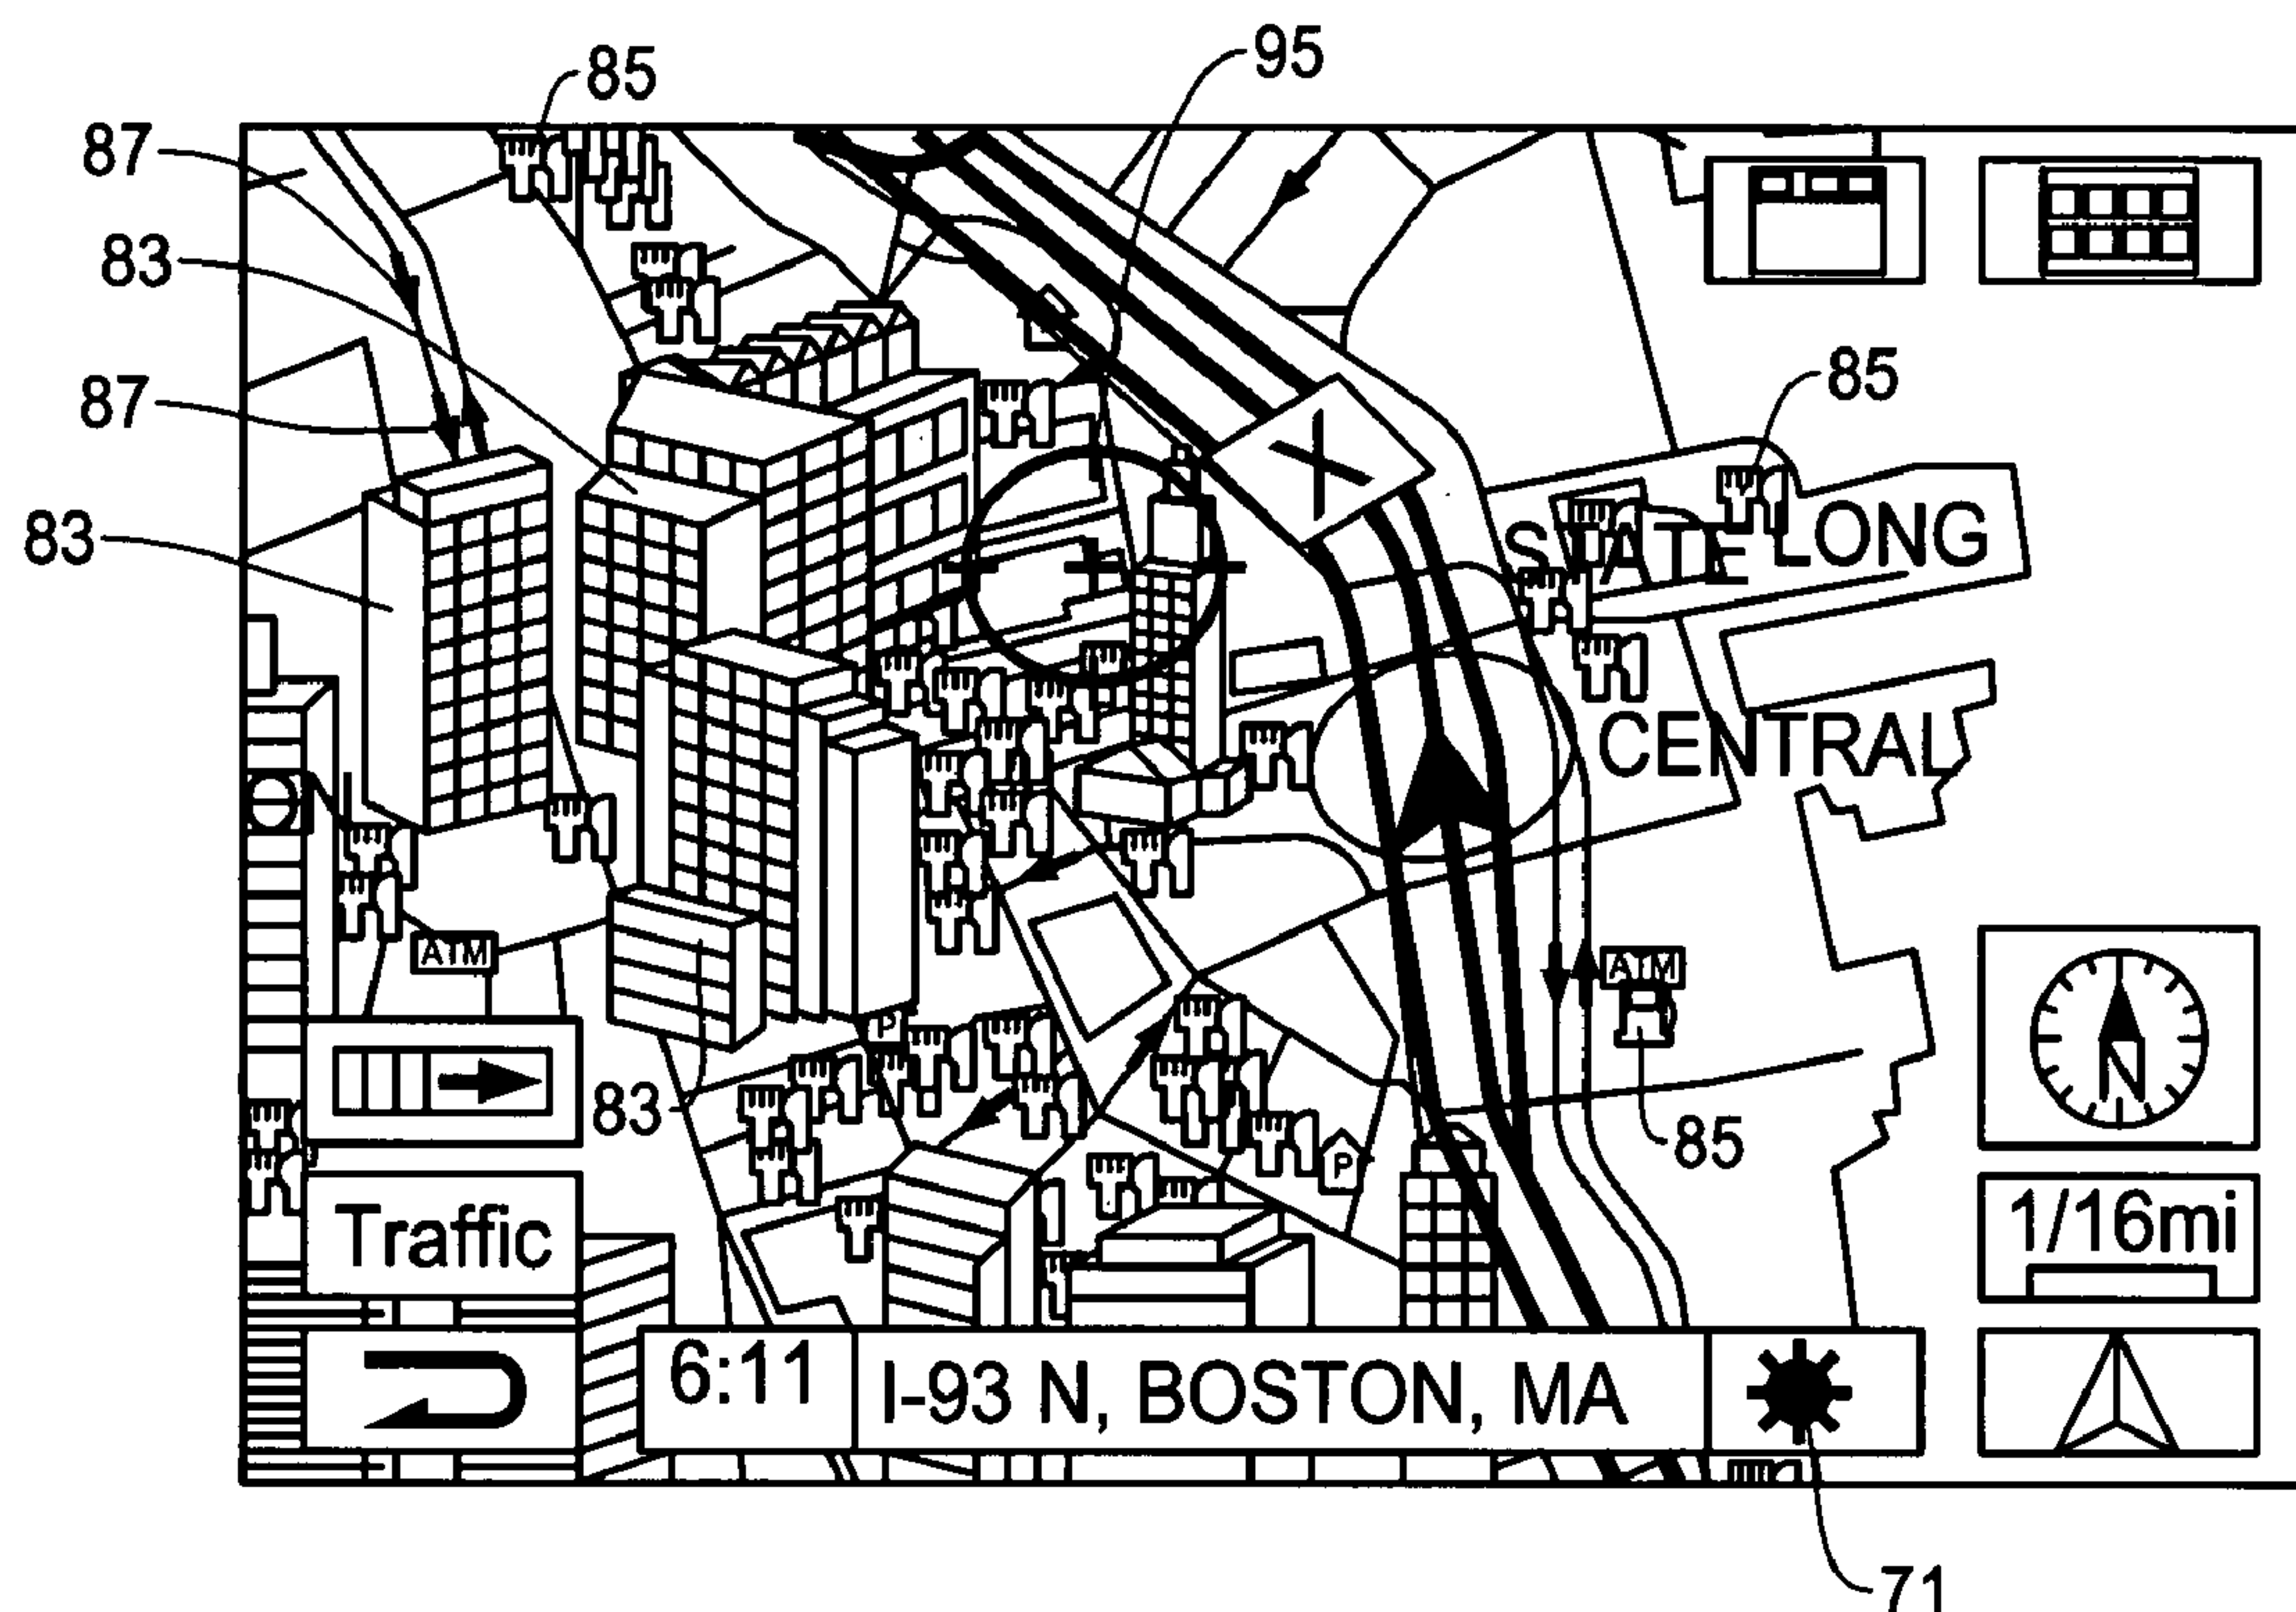 85
95
87
83
85
87
83
STATE LONG
CENTRAL
ATM
ATM
P
N
83
85
P
Traffic
1/16mi
6:11
I-93 N, BOSTON, MA
71